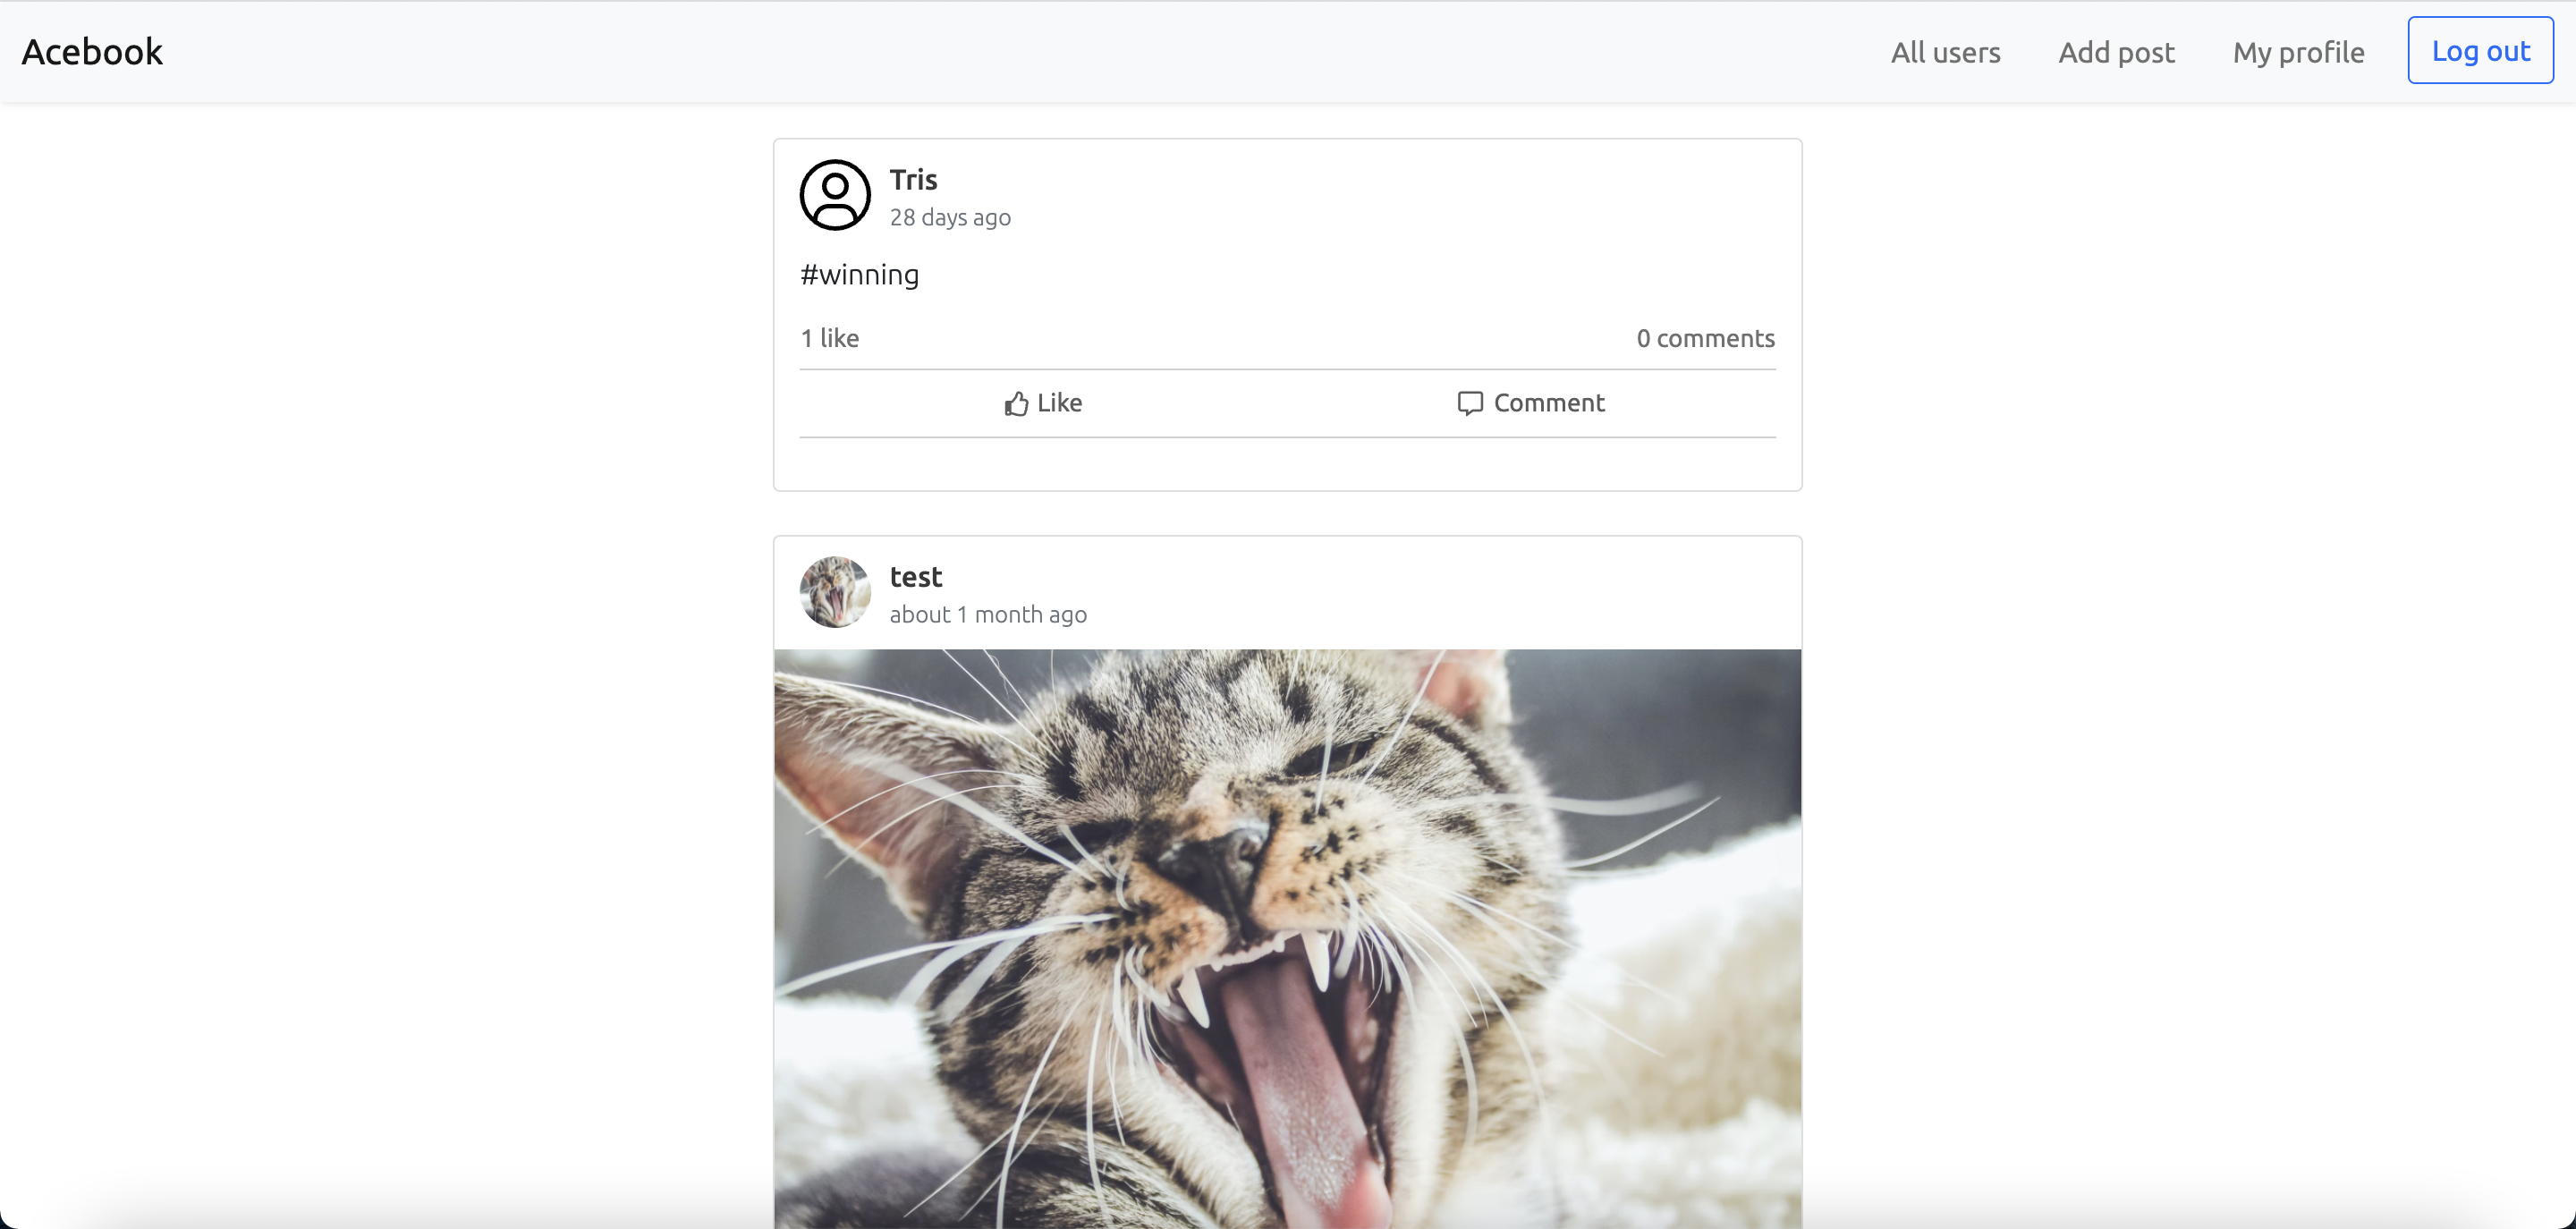 Acebook
All users
Add post
My profile
Log out
Tris
28 days ago
#winning
1 like
0 comments
Like
Comment
test
about 1 month ago